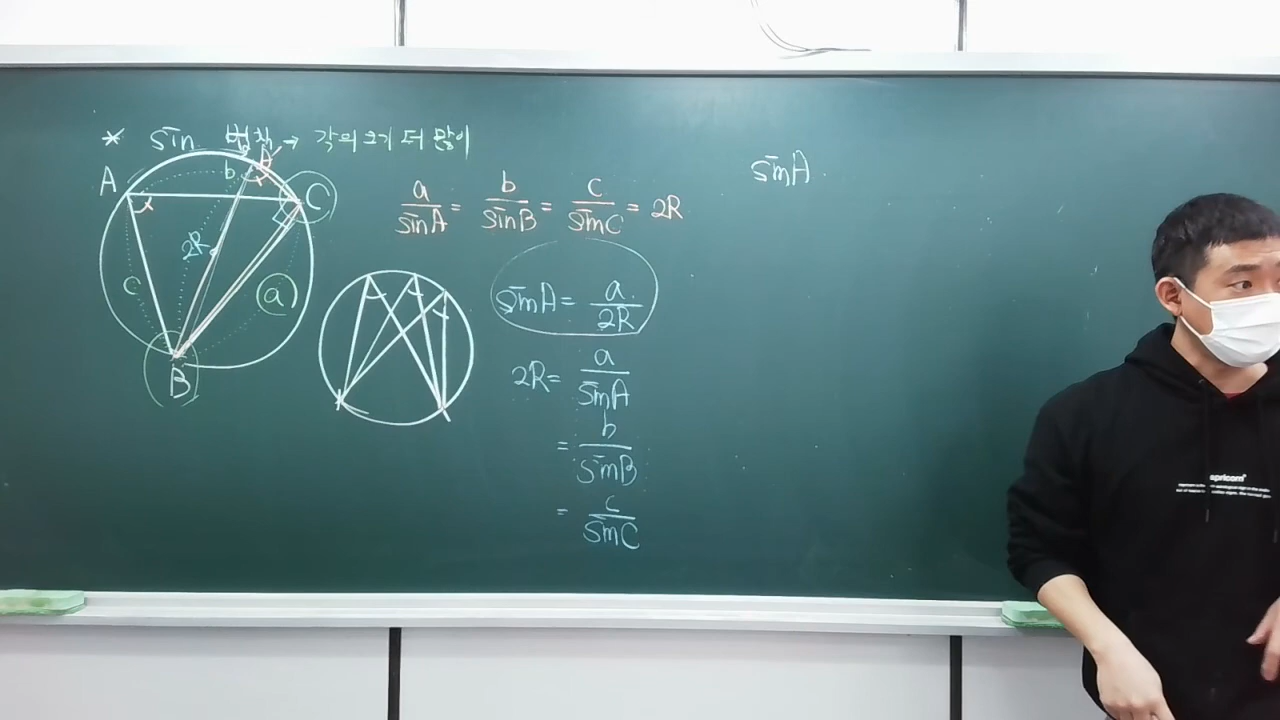 * sin 법칙 → 각의 크기 더 많이
A
b
A'
C
2R
c
a
B
a/sinA = b/sinB = c/sinC = 2R
sinA = a/2R
2R = a/sinA
= b/sinB
= c/sinC
sinA
apricom